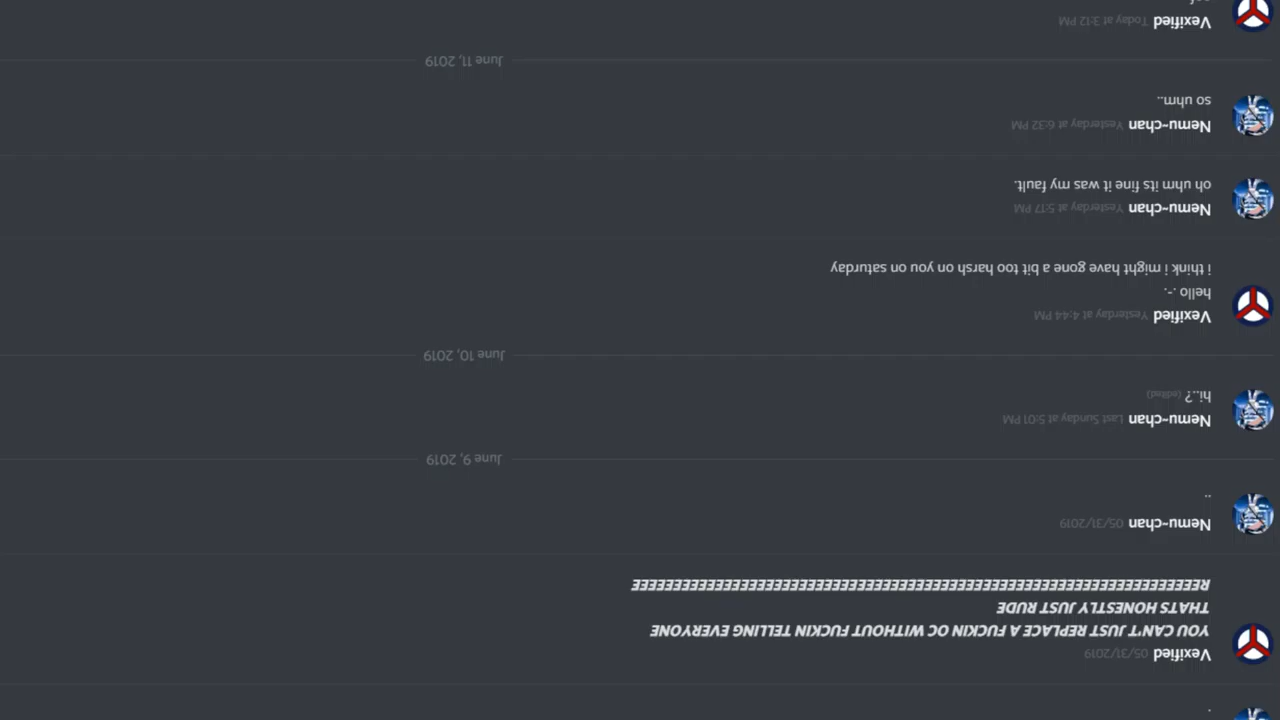 .
Vexified 05/31/2019
YOU CAN'T JUST REPLACE A FUCKIN OC WITHOUT FUCKIN TELLING EVERYONE
THATS HONESTLY JUST RUDE
REEEEEEEEEEEEEEEEEEEEEEEEEEEEEEEEEEEEEEEEEEEEEEEEEEEEEEEEEEEEEEEEEE
Nemu-chan 05/31/2019
..
June 9, 2019
Nemu-chan Last Sunday at 5:01 PM
hi..? (edited)
June 10, 2019
Vexified Yesterday at 4:44 PM
hello .-.
i think i might have gone a bit too harsh on you on saturday
Nemu-chan Yesterday at 5:17 PM
oh uhm its fine it was my fault.
Nemu-chan Yesterday at 6:32 PM
so uhm..
June 11, 2019
Vexified Today at 3:12 PM